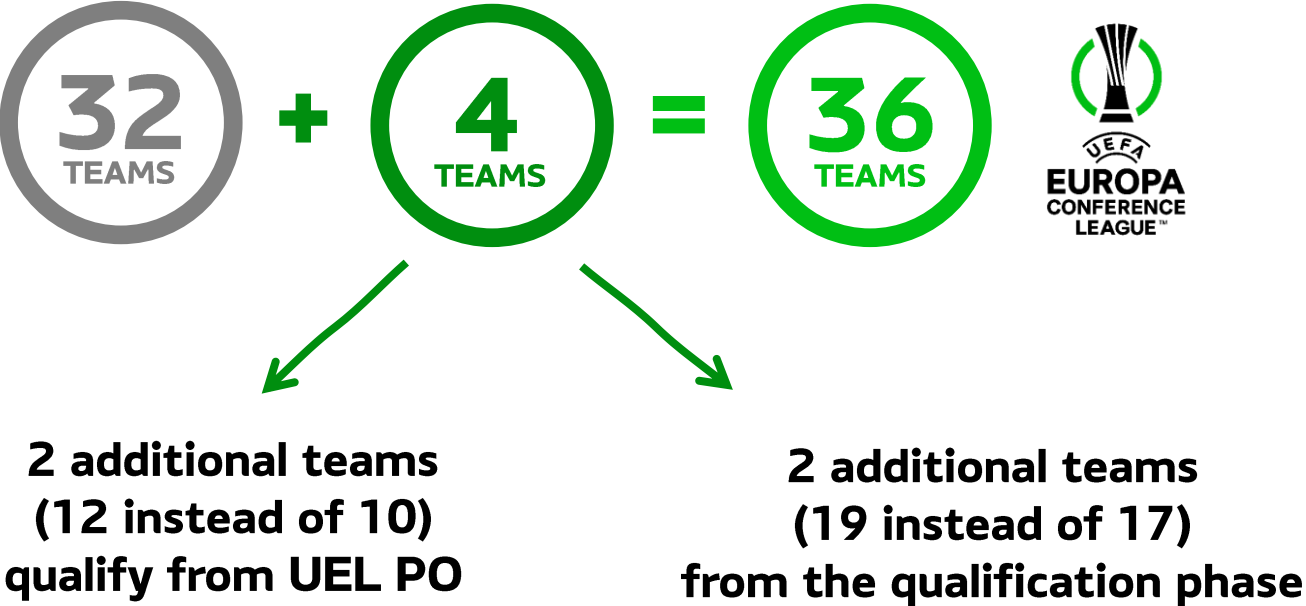 32
TEAMS
+
4
TEAMS
=
36
TEAMS
UEFA
EUROPA
CONFERENCE
LEAGUE™
2 additional teams
(12 instead of 10)
qualify from UEL PO
2 additional teams
(19 instead of 17)
from the qualification phase